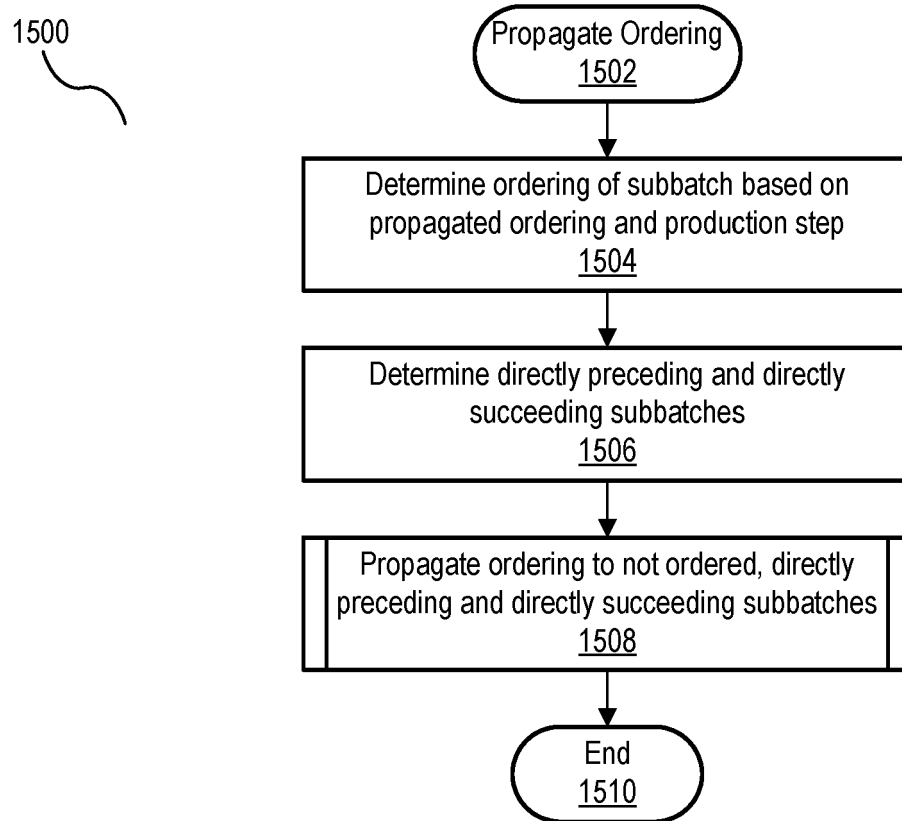 1500
Propagate Ordering
1502
Determine ordering of subbatch based on
propagated ordering and production step
1504
Determine directly preceding and directly
succeeding subbatches
1506
Propagate ordering to not ordered, directly
preceding and directly succeeding subbatches
1508
End
1510